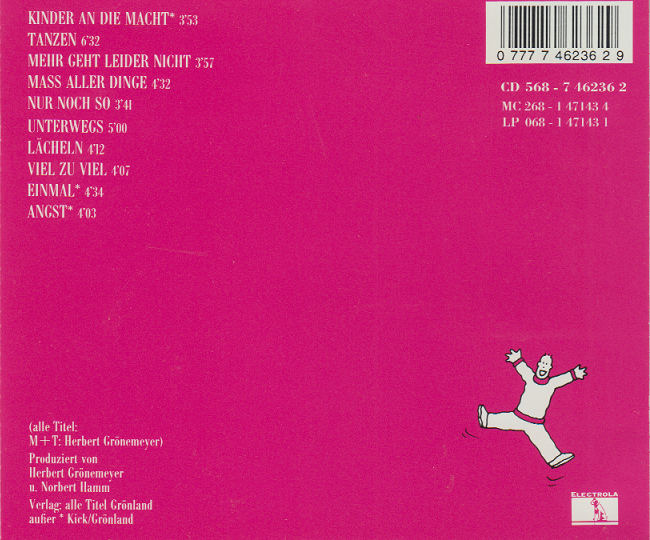 KINDER AN DIE MACHT* 3'53
TANZEN 6'32
MEHR GEHT LEIDER NICHT 3'57
MASS ALLER DINGE 4'32
NUR NOCH SO 3'41
UNTERWEGS 5'00
LÄCHELN 4'12
VIEL ZU VIEL 4'07
EINMAL* 4'34
ANGST* 4'03
0 7777 46236 2 9
CD 568 - 7 46236 2
MC 268 - 1 47143 4
LP 068 - 1 47143 1
(alle Titel:
M+T: Herbert Grönemeyer)
Produziert von
Herbert Grönemeyer
u. Norbert Hamm
Verlag: alle Titel Grönland
außer * Kick/Grönland
ELECTROLA